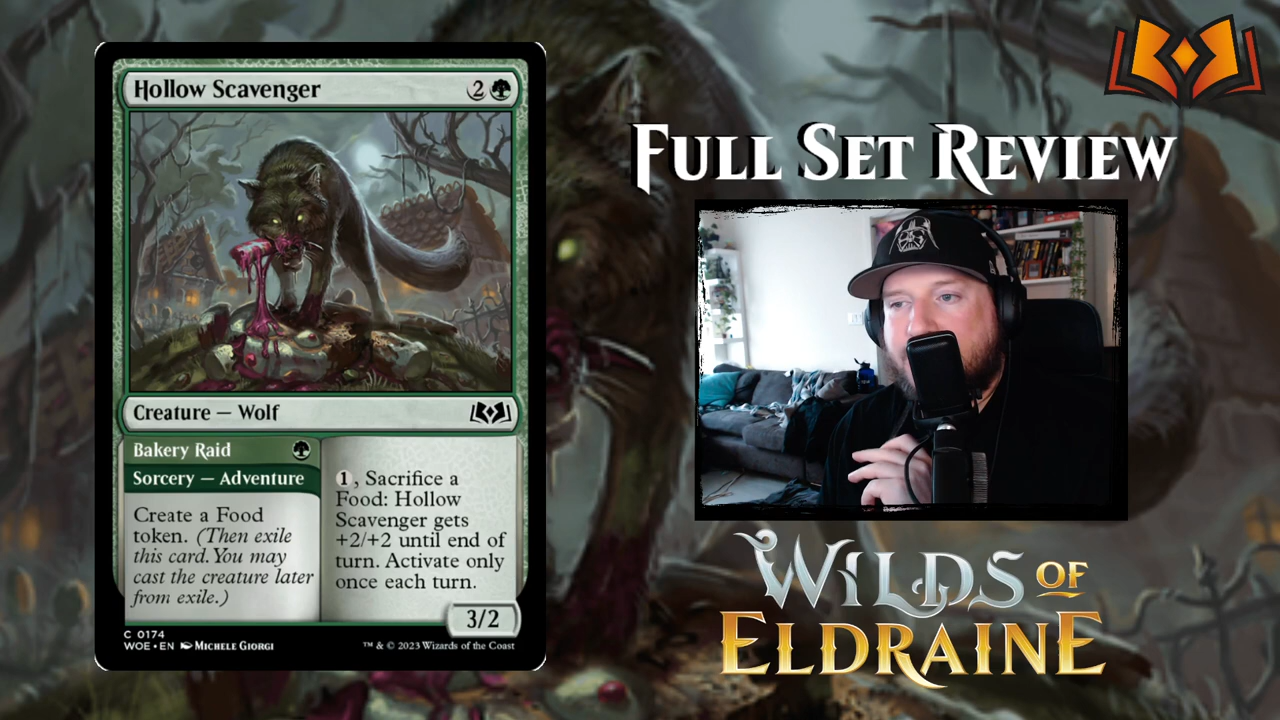 Hollow Scavenger 2
Creature — Wolf
Bakery Raid
Sorcery — Adventure
Create a Food
token. (Then exile
this card. You may
cast the creature later
from exile.)
1, Sacrifice a
Food: Hollow
Scavenger gets
+2/+2 until end of
turn. Activate only
once each turn.
3/2
C 0174
WOE • EN Michele Giorgi
™ & © 2023 Wizards of the Coast
Full Set Review
Wilds of
Eldraine